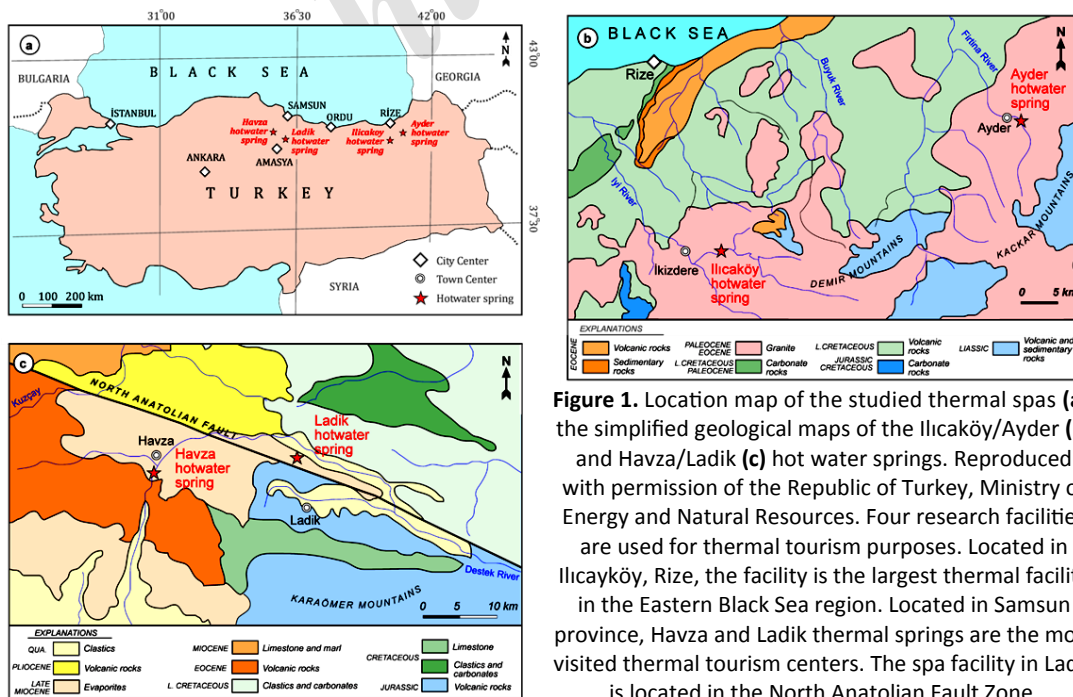 31°00 36°30 42°00
a
N
43°00
BULGARIA
BLACK SEA
GEORGIA
İSTANBUL
SAMSUN
ORDU
RİZE
Havza
hotwater
spring
Ladik
hotwater
spring
Ilicakoy
hotwater
spring
Ayder
hotwater
spring
AMASYA
ANKARA
TURKEY
37°30
SYRIA
City Center
Town Center
Hotwater spring
0 100 200 km
b
BLACK SEA
N
Rize
Buyuk River
Firtina River
Ayder
hotwater
spring
Ayder
Iyi River
İkizdere
Ilıcaköy
hotwater
spring
DEMIR MOUNTAINS
KACKAR MOUNTAINS
0 5 km
EXPLANATIONS
EOCENE
Volcanic rocks
Sedimentary
rocks
PALEOCENE
EOCENE
Granite
L.CRETACEOUS
PALEOCENE
Carbonate
rocks
L.CRETACEOUS
Volcanic
rocks
JURASSIC
CRETACEOUS
Carbonate
rocks
LIASSIC
Volcanic and
sedimentary
rocks
c
N
Kuzçay
NORTH ANATOLIAN FAULI
Havza
Havza
hotwater
spring
Ladik
hotwater
spring
Ladik
Destek River
KARAÖMER MOUNTAINS
0 5 10 km
EXPLANATIONS
QUA. Clastics
PLIOCENE Volcanic rocks
LATE
MIOCENE Evaporites
MIOCENE Limestone and marl
EOCENE Volcanic rocks
L. CRETACEOUS Clastics and carbonates
CRETACEOUS
Limestone
Clastics and
carbonates
JURASSIC Volcanic rocks
Figure 1. Location map of the studied thermal spas (a
the simplified geological maps of the Ilıcaköy/Ayder (
and Havza/Ladik (c) hot water springs. Reproduced
with permission of the Republic of Turkey, Ministry o
Energy and Natural Resources. Four research facilitie
are used for thermal tourism purposes. Located in
Ilıcayköy, Rize, the facility is the largest thermal facilit
in the Eastern Black Sea region. Located in Samsun
province, Havza and Ladik thermal springs are the mo
visited thermal tourism centers. The spa facility in Lad
is located in the North Anatolian Fault Zone